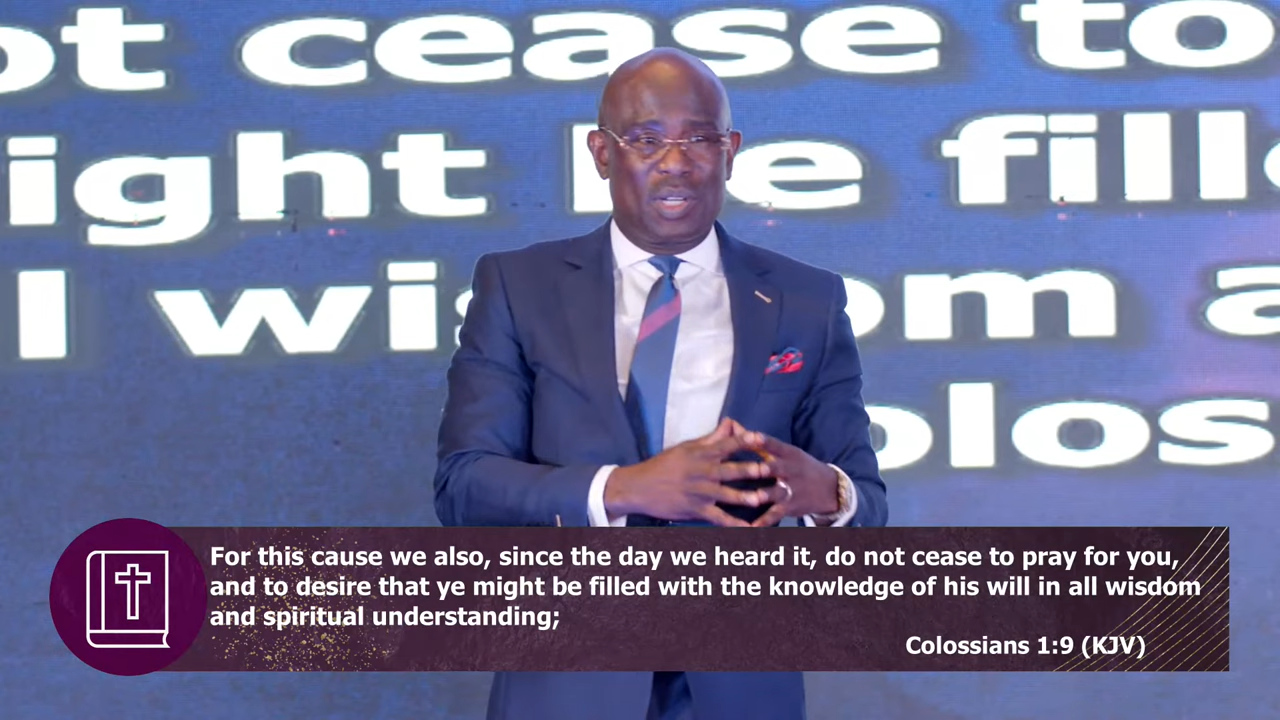 ot cease to
ight be fill
l wis om a
olos
For this cause we also, since the day we heard it, do not cease to pray for you,
and to desire that ye might be filled with the knowledge of his will in all wisdom
and spiritual understanding;
Colossians 1:9 (KJV)